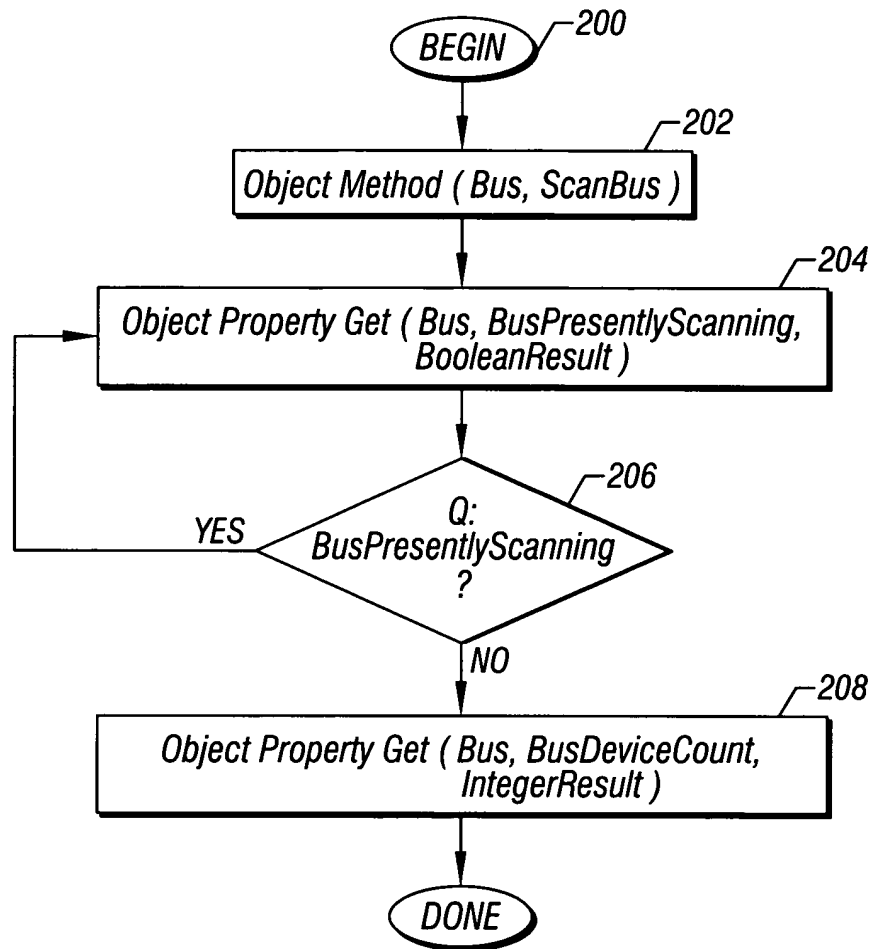 BEGIN
200
202
Object Method ( Bus, ScanBus )
204
Object Property Get ( Bus, BusPresentlyScanning,
BooleanResult )
206
Q:
BusPresentlyScanning
?
YES
NO
208
Object Property Get ( Bus, BusDeviceCount,
IntegerResult )
DONE